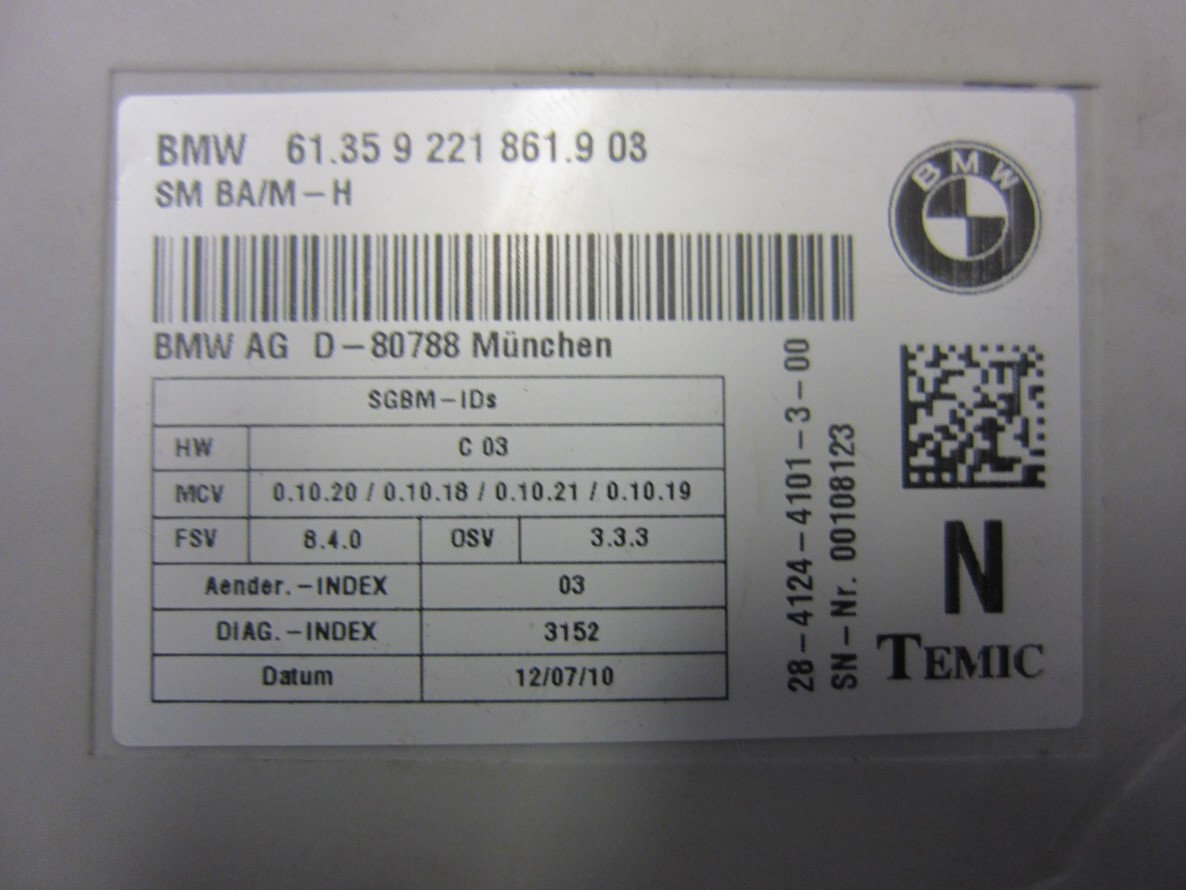 BMW 61.35 9 221 861.9 03
SM BA/M-H
BMW
BMW AG D-80788 München
SGBM-IDs
HW C 03
MCV 0.10.20 / 0.10.18 / 0.10.21 / 0.10.19
FSV 8.4.0 OSV 3.3.3
Aender.-INDEX 03
DIAG.-INDEX 3152
Datum 12/07/10
28-4124-4101-3-00
SN-Nr. 00108123
N
TEMIC